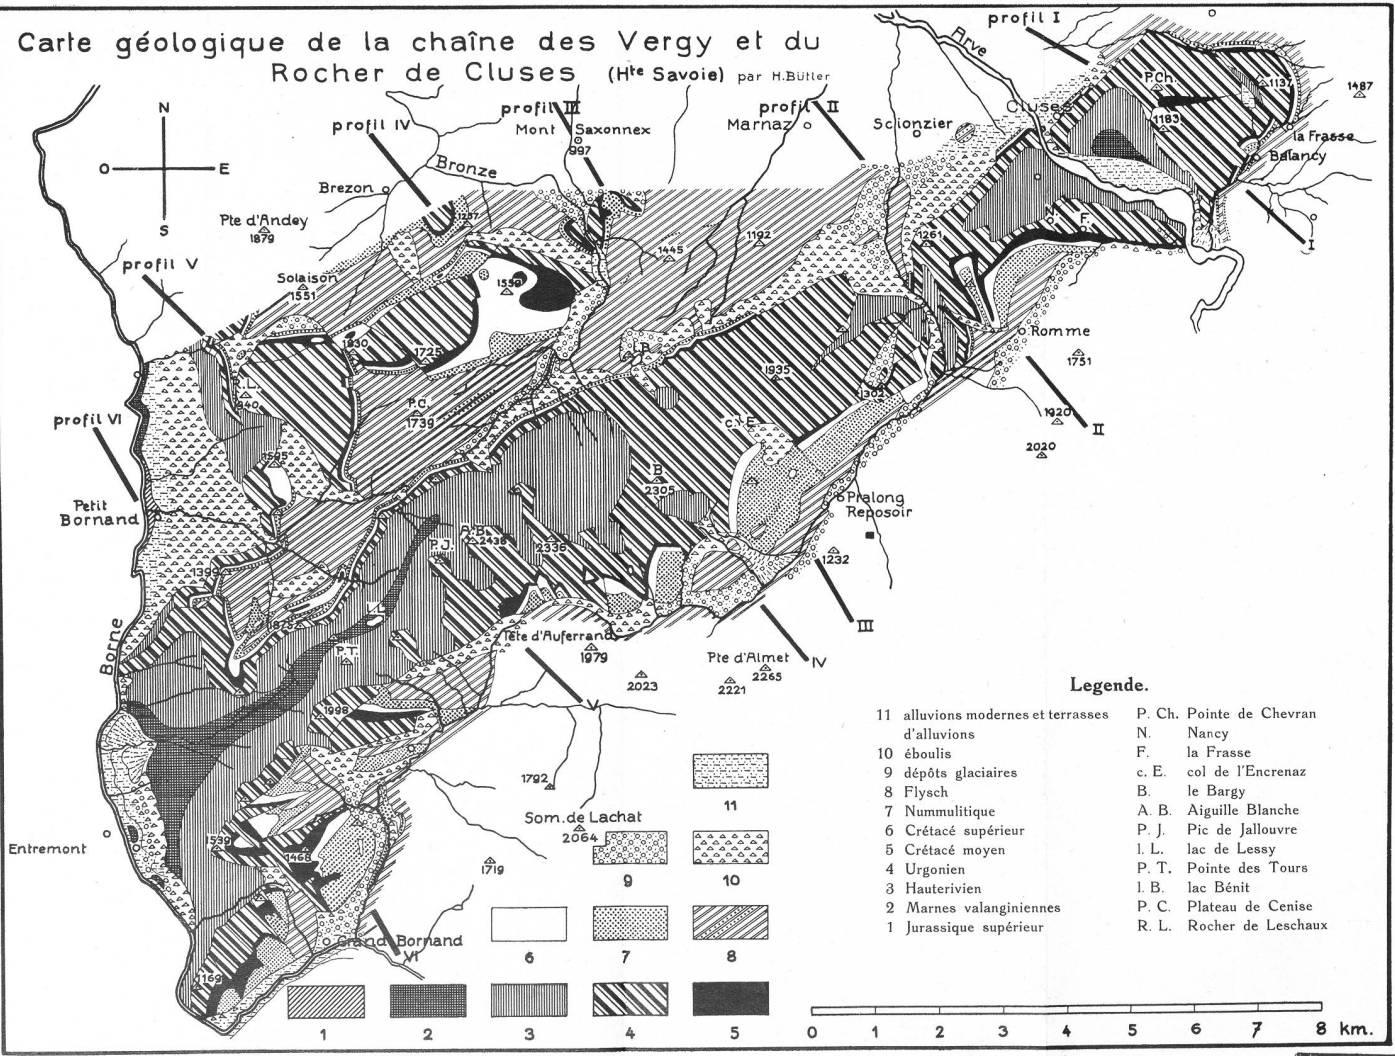 Carte géologique de la chaîne des Vergy et du
Rocher de Cluses (Hte Savoie) par H.Bütler
profil I
Arve
P.Ch.
1137
1487
1183
Cluses
la Frasse
Balancy
profil II
Marnaz
Scionzier
profil III
Mont Saxonnex
997
profil IV
Bronze
Brezon
N
O
E
S
Pte d'Andey
1879
1257
1445
1192
1261
N.
F.
I
profil V
Solaison
1551
1830
1725
l.B.
1935
1302
Romme
1751
1920
2020
II
R.L.
P.C.
1739
c.E.
profil VI
Petit
Bornand
B
2305
Pralong
Reposoir
1232
P.J.
A.B.
2438
2336
1399
1875
l.L.
P.T.
Borne
III
IV
Tête d'Auferrand
1979
Pte d'Almet
2265
2023
2221
V
1998
1792
Som. de Lachat
2064
1719
Entremont
1539
1468
Grand Bornand
VI
1169
11
9
10
6
7
8
1
2
3
4
5
Legende.
11 alluvions modernes et terrasses
d'alluvions
10 éboulis
9 dépôts glaciaires
8 Flysch
7 Nummulitique
6 Crétacé supérieur
5 Crétacé moyen
4 Urgonien
3 Hauterivien
2 Marnes valanginiennes
1 Jurassique supérieur
P. Ch. Pointe de Chevran
N. Nancy
F. la Frasse
c. E. col de l'Encrenaz
B. le Bargy
A. B. Aiguille Blanche
P. J. Pic de Jallouvre
l. L. lac de Lessy
P. T. Pointe des Tours
l. B. lac Bénit
P. C. Plateau de Cenise
R. L. Rocher de Leschaux
0 1 2 3 4 5 6 7 8 km.